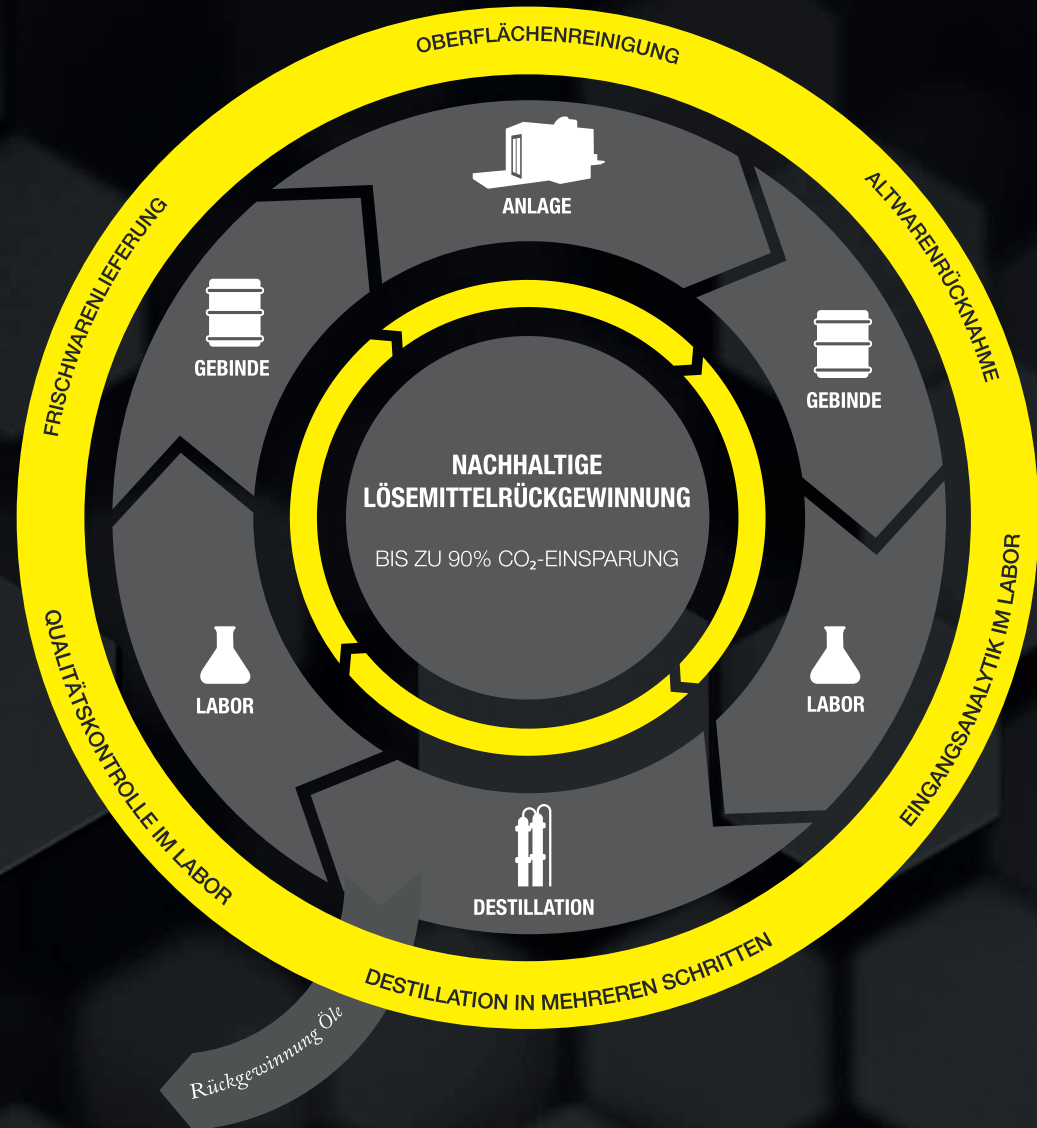 OBERFLÄCHENREINIGUNG
ALTWARENRÜCKNAHME
EINGANGSANALYTIK IM LABOR
DESTILLATION IN MEHREREN SCHRITTEN
QUALITÄTSKONTROLLE IM LABOR
FRISCHWARENLIEFERUNG
ANLAGE
GEBINDE
LABOR
DESTILLATION
LABOR
GEBINDE
NACHHALTIGE
LÖSEMITTELRÜCKGEWINNUNG
BIS ZU 90% CO₂-EINSPARUNG
Rückgewinnung Öle